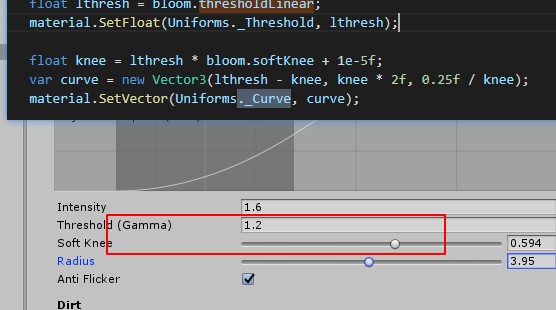 float lthresh = bloom.thresholdLinear;
material.SetFloat(Uniforms._Threshold, lthresh);
float knee = lthresh * bloom.softKnee + 1e-5f;
var curve = new Vector3(lthresh - knee, knee * 2f, 0.25f / knee);
material.SetVector(Uniforms._Curve, curve);
Intensity 1.6
Threshold (Gamma) 1.2
Soft Knee 0.594
Radius 3.95
Anti Flicker
Dirt